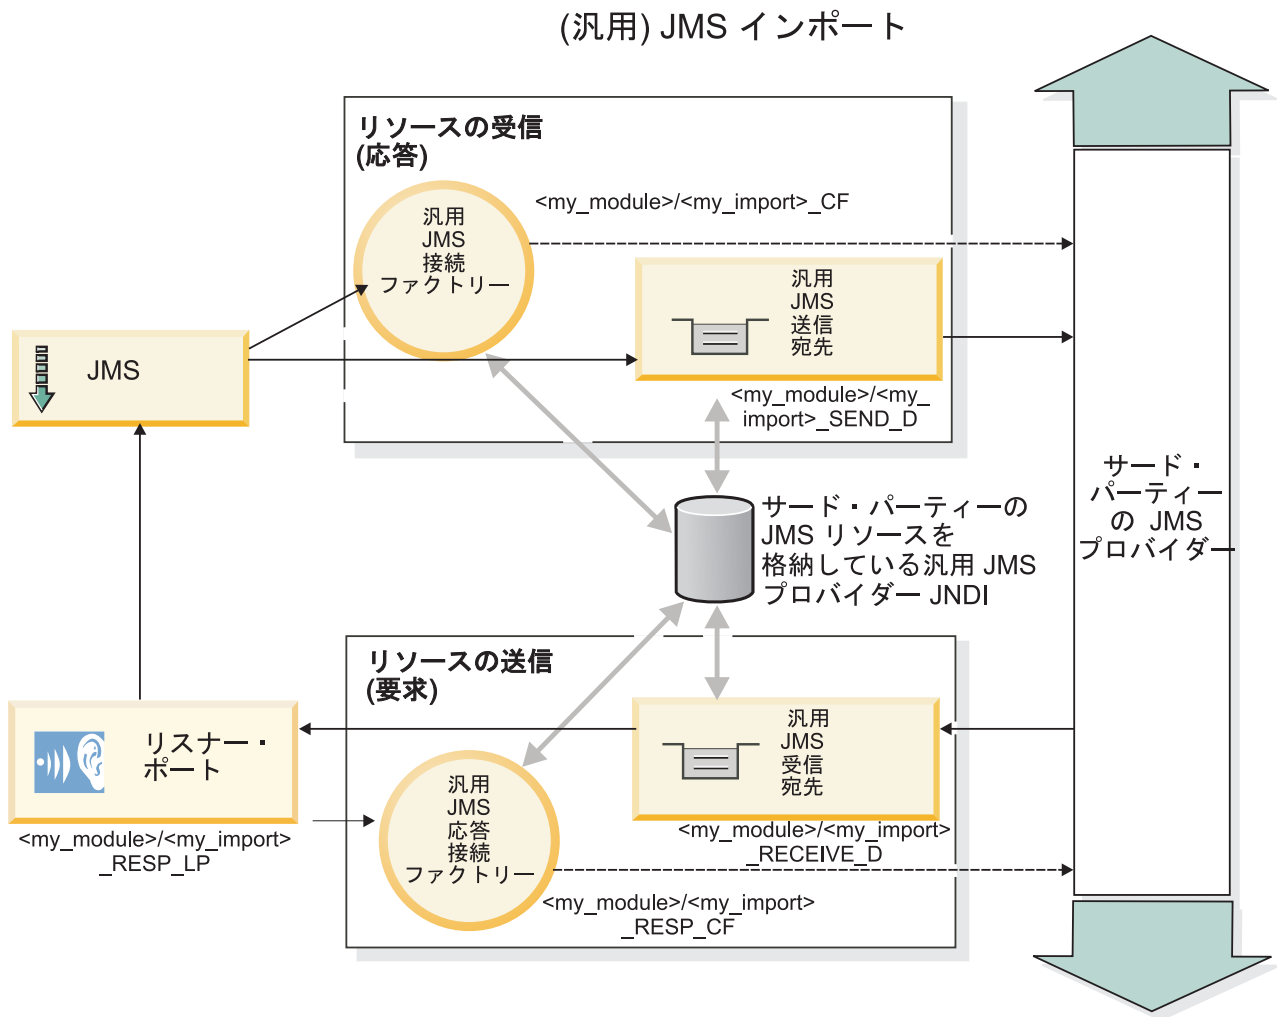 (汎用) JMS インポート
リソースの受信
(応答)
汎用
JMS
接続
ファクトリー
<my_module>/<my_import>_CF
汎用
JMS
送信
宛先
<my_module>/<my_
import>_SEND_D
JMS
サード・パーティーの
JMS リソースを
格納している汎用 JMS
プロバイダー JNDI
サード・
パーティー
の JMS
プロバイダー
リソースの送信
(要求)
汎用
JMS
受信
宛先
<my_module>/<my_import>
_RECEIVE_D
リスナー・
ポート
<my_module>/<my_import>
_RESP_LP
汎用
JMS
応答
接続
ファクトリー
<my_module>/<my_import>
_RESP_CF